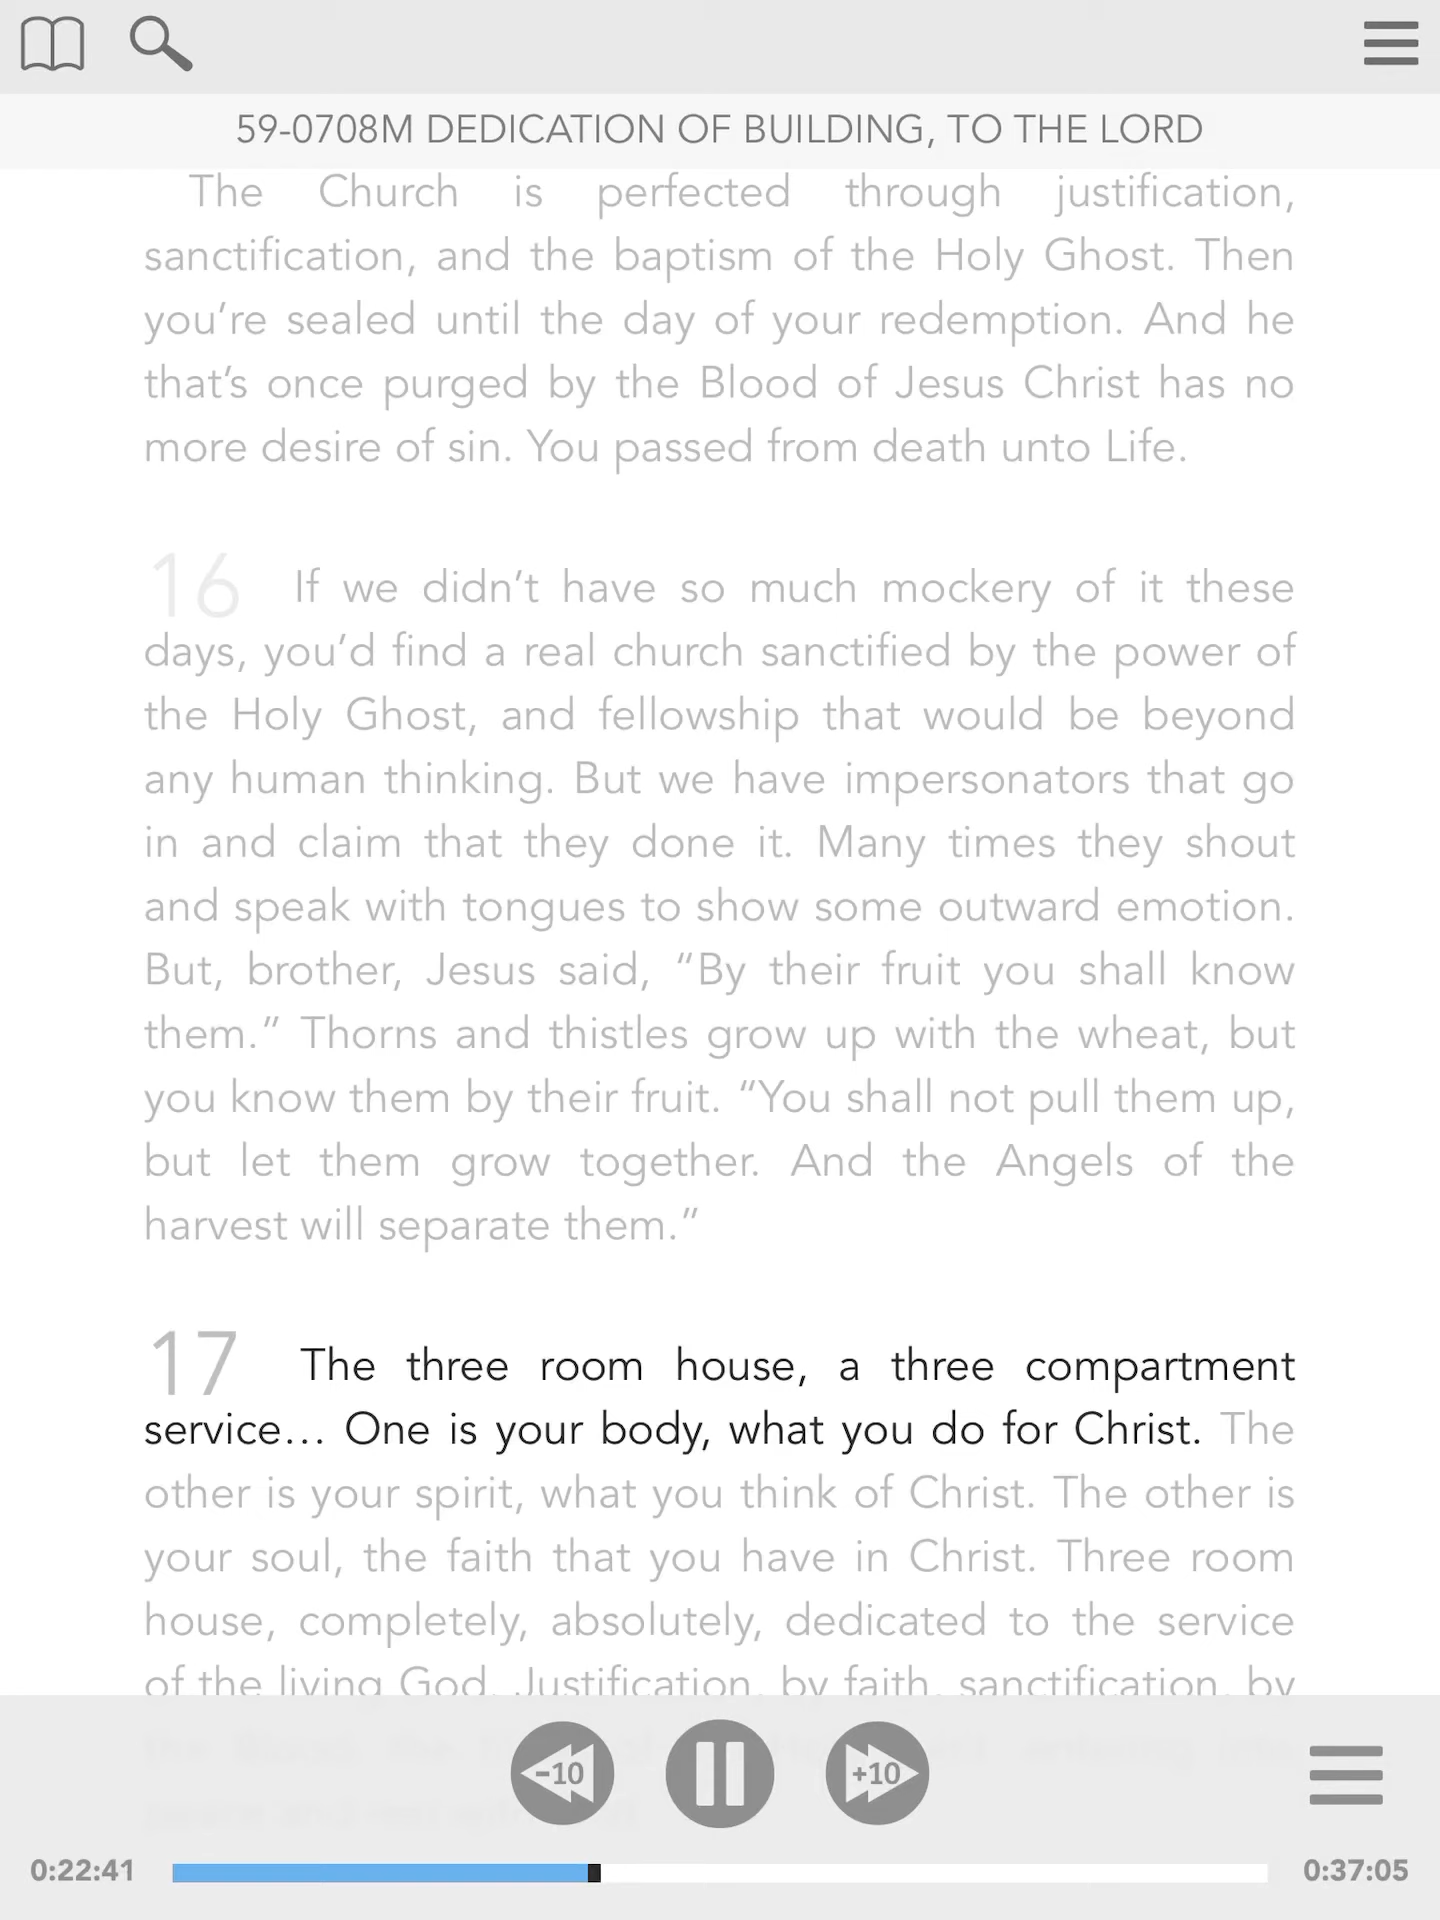 59-0708M DEDICATION OF BUILDING, TO THE LORD
The Church is perfected through justification,
sanctification, and the baptism of the Holy Ghost. Then
you’re sealed until the day of your redemption. And he
that’s once purged by the Blood of Jesus Christ has no
more desire of sin. You passed from death unto Life.
16 If we didn’t have so much mockery of it these
days, you’d find a real church sanctified by the power of
the Holy Ghost, and fellowship that would be beyond
any human thinking. But we have impersonators that go
in and claim that they done it. Many times they shout
and speak with tongues to show some outward emotion.
But, brother, Jesus said, “By their fruit you shall know
them.” Thorns and thistles grow up with the wheat, but
you know them by their fruit. “You shall not pull them up,
but let them grow together. And the Angels of the
harvest will separate them.”
17 The three room house, a three compartment
service… One is your body, what you do for Christ. The
other is your spirit, what you think of Christ. The other is
your soul, the faith that you have in Christ. Three room
house, completely, absolutely, dedicated to the service
of the living God. Justification, by faith, sanctification, by
-10 +10
0:22:41 0:37:05